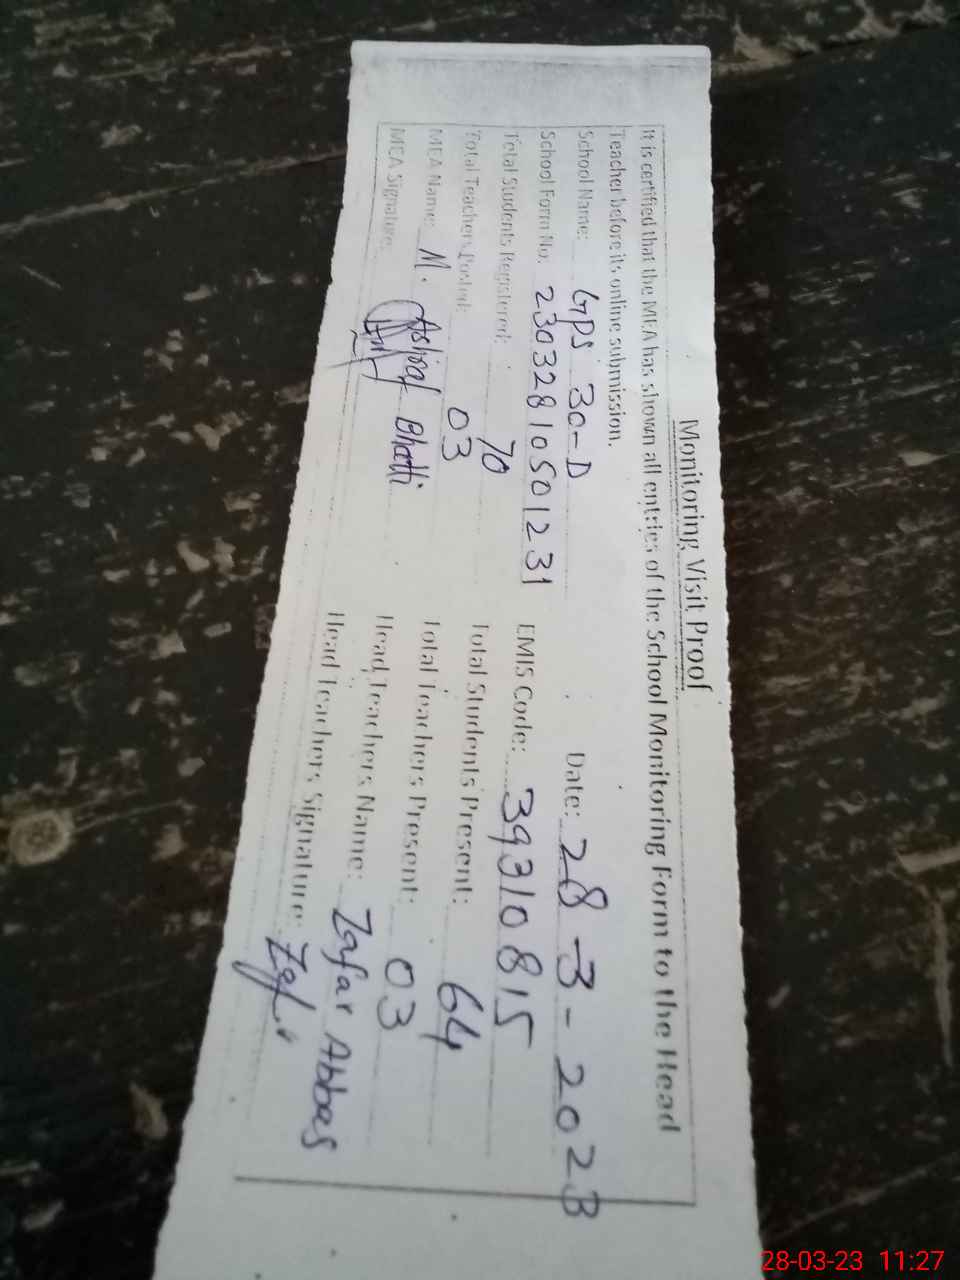 Monitoring Visit Proof
It is certified that the MEA has shown all entries of the School Monitoring Form to the Head
Teacher before its online submission.
School Name: GPS 30-D Date: 28-3-2023
School Form No: 23032810501231 EMIS Code: 39310815
Total Students Registered: 70 Total Students Present: 64
Total Teachers Posted: 03 Total Teachers Present: 03
MEA Name: M. Ashraf Bhatti Head Teachers Name: Zafar Abbas
MEA Signature: Head Teachers Signature: Zaf
28-03-23 11:27